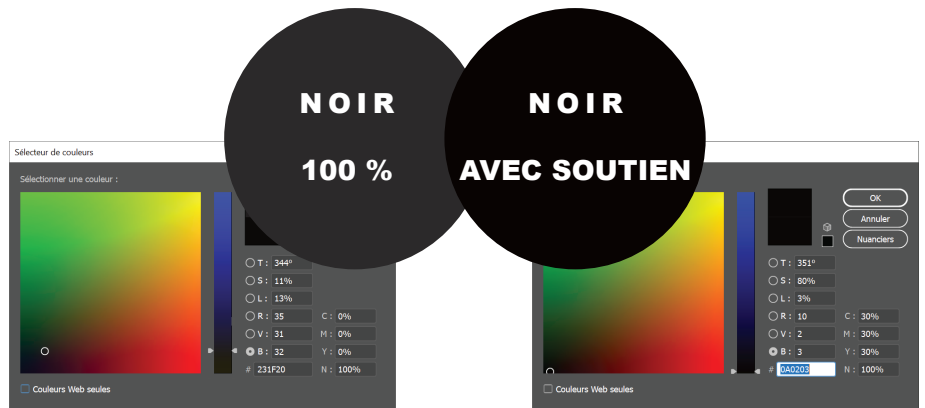 NOIR
100 %
NOIR
AVEC SOUTIEN
Sélecteur de couleurs
Sélectionner une couleur :
T : 344°
S : 11%
L : 13%
R : 35 C : 0%
V : 31 M : 0%
B : 32 Y : 0%
# 231F20 N : 100%
Couleurs Web seules
OK
Annuler
Nuanciers
T : 351°
S : 80%
L : 3%
R : 10 C : 30%
V : 2 M : 30%
B : 3 Y : 30%
# 0A0203 N : 100%
Couleurs Web seules